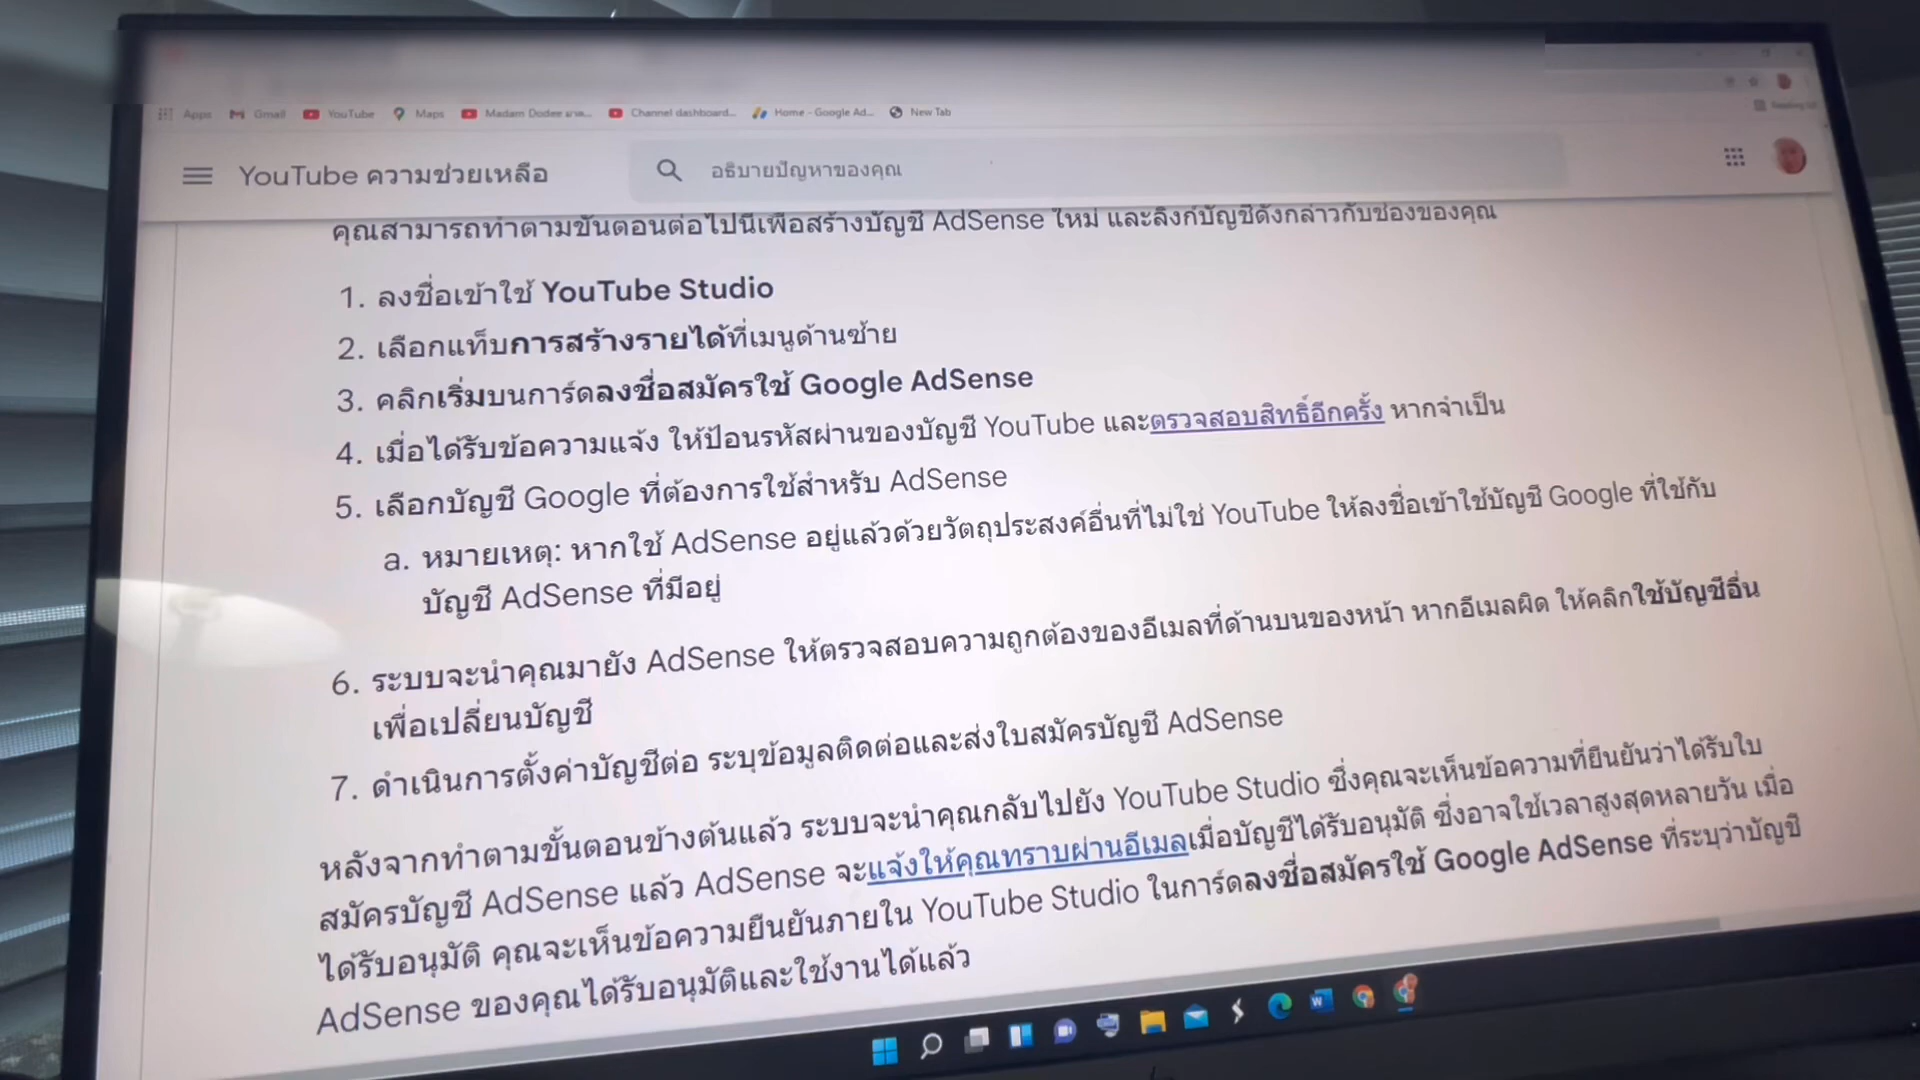 Apps Gmail YouTube Maps Madam Dodee Channel dashboard... Home - Google Ad... New Tab
Reading list
YouTube ความช่วยเหลือ อธิบายปัญหาของคุณ
คุณสามารถทำตามขั้นตอนต่อไปนี้เพื่อสร้างบัญชี AdSense ใหม่ และลิงก์บัญชีดังกล่าวกับช่องของคุณ
1. ลงชื่อเข้าใช้ YouTube Studio
2. เลือกแท็บการสร้างรายได้ที่เมนูด้านซ้าย
3. คลิกเริ่มบนการ์ดลงชื่อสมัครใช้ Google AdSense
4. เมื่อได้รับข้อความแจ้ง ให้ป้อนรหัสผ่านของบัญชี YouTube และตรวจสอบสิทธิ์อีกครั้ง หากจำเป็น
5. เลือกบัญชี Google ที่ต้องการใช้สำหรับ AdSense
a. หมายเหตุ: หากใช้ AdSense อยู่แล้วด้วยวัตถุประสงค์อื่นที่ไม่ใช่ YouTube ให้ลงชื่อเข้าใช้บัญชี Google ที่ใช้กับ
บัญชี AdSense ที่มีอยู่
6. ระบบจะนำคุณมายัง AdSense ให้ตรวจสอบความถูกต้องของอีเมลที่ด้านบนของหน้า หากอีเมลผิด ให้คลิกใช้บัญชีอื่น
เพื่อเปลี่ยนบัญชี
7. ดำเนินการตั้งค่าบัญชีต่อ ระบุข้อมูลติดต่อและส่งใบสมัครบัญชี AdSense
หลังจากทำตามขั้นตอนข้างต้นแล้ว ระบบจะนำคุณกลับไปยัง YouTube Studio ซึ่งคุณจะเห็นข้อความที่ยืนยันว่าได้รับใบ
สมัครบัญชี AdSense แล้ว AdSense จะแจ้งให้คุณทราบผ่านอีเมลเมื่อบัญชีได้รับอนุมัติ ซึ่งอาจใช้เวลาสูงสุดหลายวัน เมื่อ
ได้รับอนุมัติ คุณจะเห็นข้อความยืนยันภายใน YouTube Studio ในการ์ดลงชื่อสมัครใช้ Google AdSense ที่ระบุว่าบัญชี
AdSense ของคุณได้รับอนุมัติและใช้งานได้แล้ว